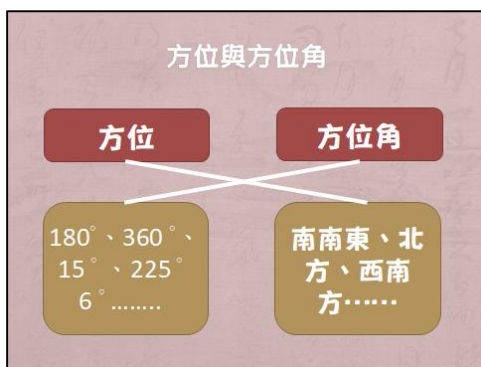 方位與方位角
方位
方位角
180°、360°、
15°、225°
6°........
南南東、北
方、西南
方……